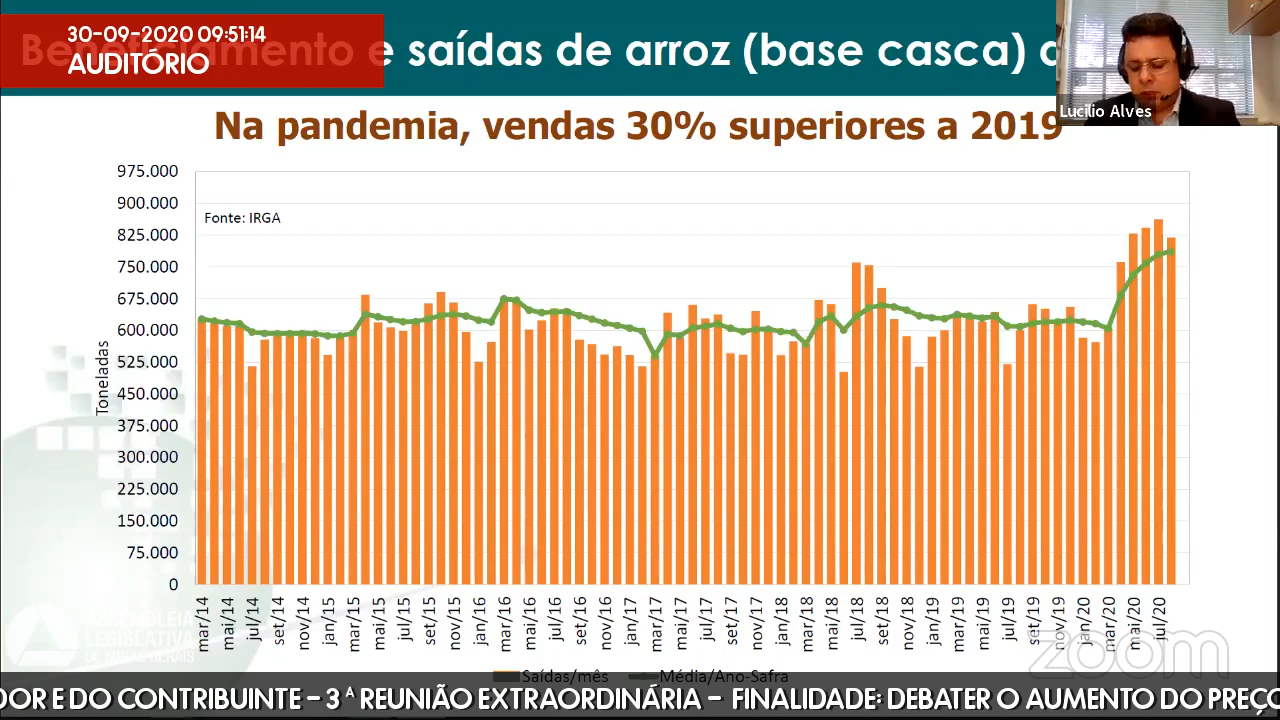 30-09-2020 09:51:14
AUDITÓRIO
Beneficiamento e saídas de arroz (base casca)
Lucilio Alves
Na pandemia, vendas 30% superiores a 2019
975.000
900.000
825.000
750.000
675.000
600.000
525.000
450.000
375.000
300.000
225.000
150.000
75.000
0
Fonte: IRGA
Toneladas
mar/14
mai/14
jul/14
set/14
nov/14
jan/15
mar/15
mai/15
jul/15
set/15
nov/15
jan/16
mar/16
mai/16
jul/16
set/16
nov/16
jan/17
mar/17
mai/17
jul/17
set/17
nov/17
jan/18
mar/18
mai/18
jul/18
set/18
nov/18
jan/19
mar/19
mai/19
jul/19
set/19
nov/19
jan/20
mar/20
mai/20
jul/20
ASSEMBLEIA
LEGISLATIVA
DE MINAS GERAIS
zoom
Saídas/mês
Média/Ano-Safra
DOR E DO CONTRIBUINTE – 3ª REUNIÃO EXTRAORDINÁRIA – FINALIDADE: DEBATER O AUMENTO DO PREÇO